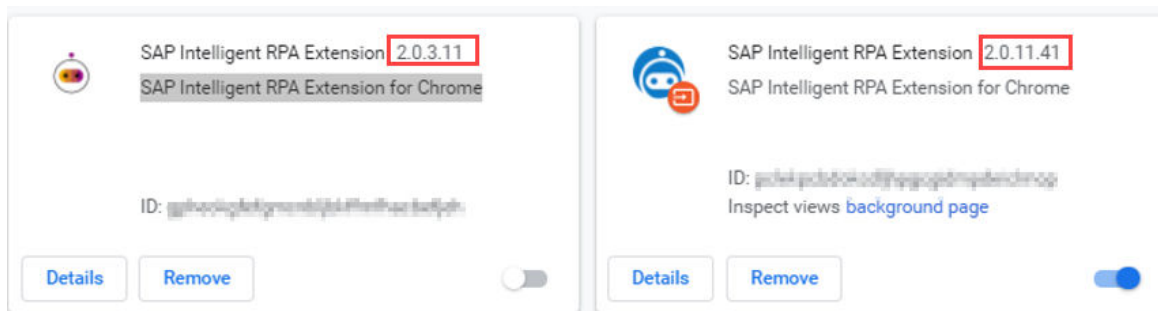 SAP Intelligent RPA Extension 2.0.3.11
SAP Intelligent RPA Extension for Chrome
ID:
Details Remove
SAP Intelligent RPA Extension 2.0.11.41
SAP Intelligent RPA Extension for Chrome
ID:
Inspect views background page
Details Remove